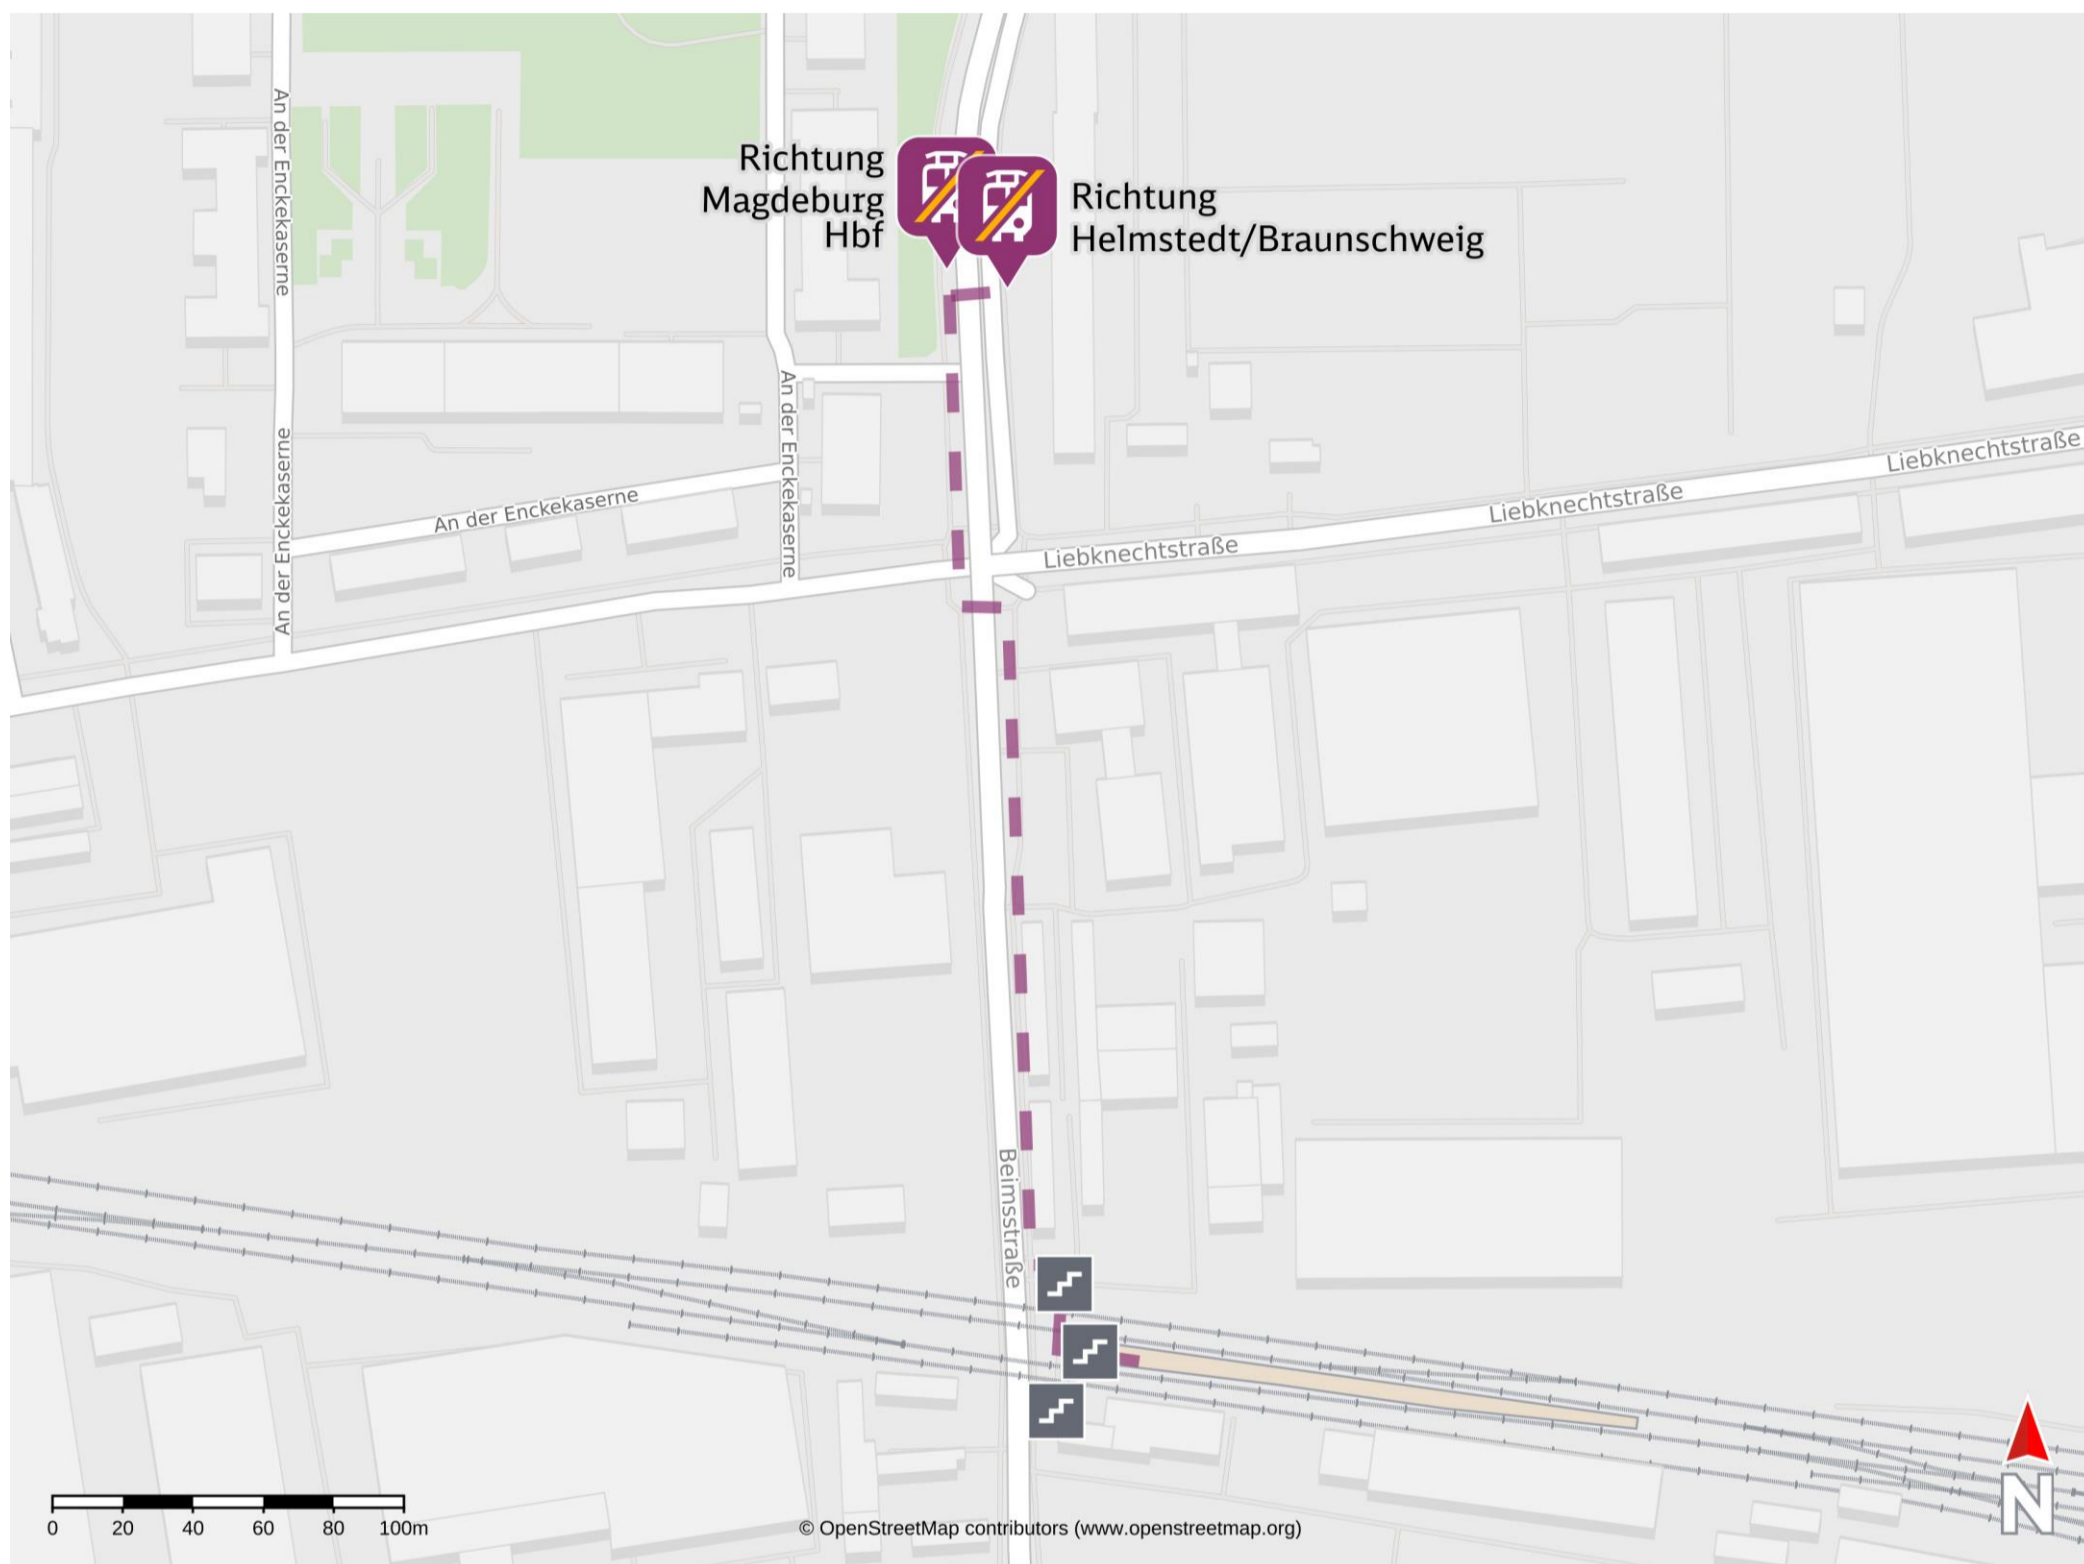 An der Enckekaserne
Richtung
Magdeburg
Hbf
Richtung
Helmstedt/Braunschweig
An der Enckekaserne
An der Enckekaserne
An der Enckekaserne
Liebknechtstraße
Liebknechtstraße
Liebknechtstraße
Beimsstraße
0 20 40 60 80 100m
© OpenStreetMap contributors (www.openstreetmap.org)
N